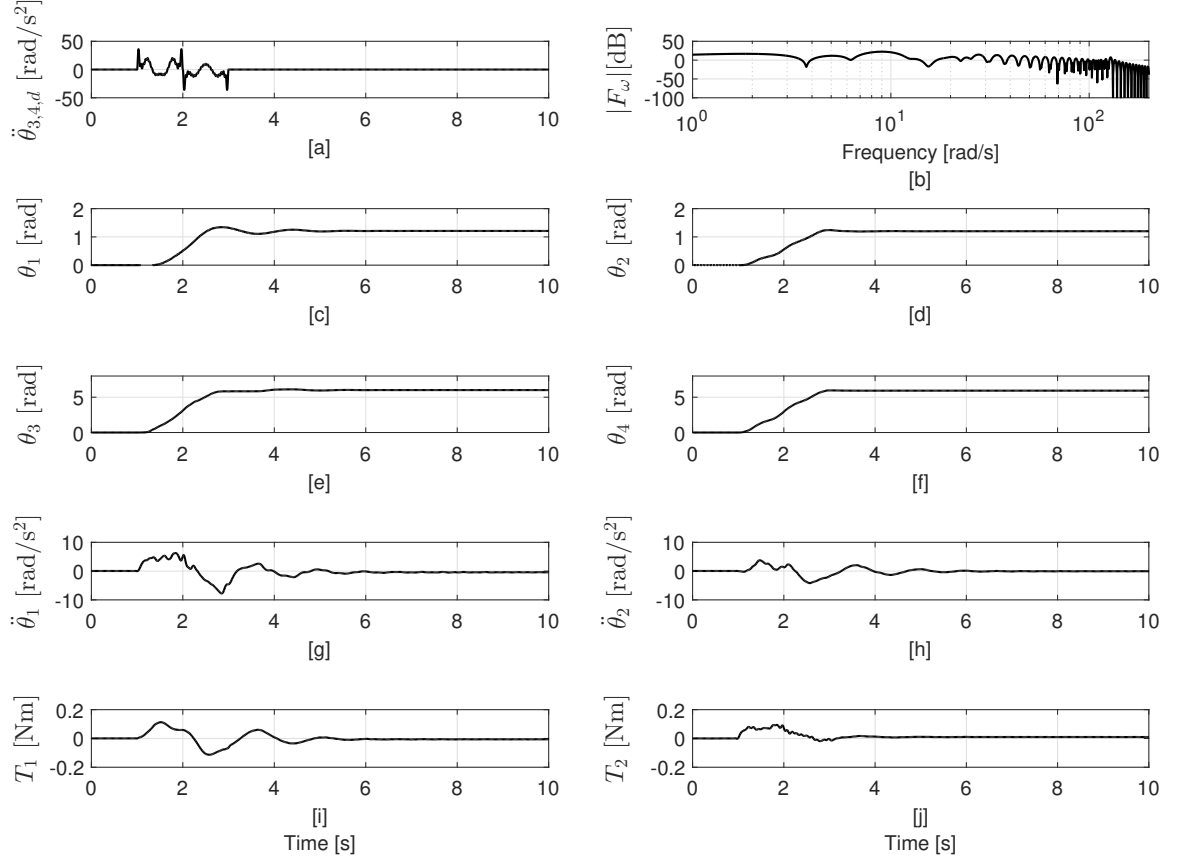 θ̈3,4,d [rad/s²]
50
0
-50
0 2 4 6 8 10
[a]
|Fω|[dB]
50
0
-50
-100
10⁰ 10¹ 10²
Frequency [rad/s]
[b]
θ1 [rad]
2
1
0
0 2 4 6 8 10
[c]
θ2 [rad]
2
1
0
0 2 4 6 8 10
[d]
θ3 [rad]
5
0
0 2 4 6 8 10
[e]
θ4 [rad]
5
0
0 2 4 6 8 10
[f]
θ̈1 [rad/s²]
10
0
-10
0 2 4 6 8 10
[g]
θ̈2 [rad/s²]
10
0
-10
0 2 4 6 8 10
[h]
T1 [Nm]
0.2
0
-0.2
0 2 4 6 8 10
[i]
Time [s]
T2 [Nm]
0.2
0
-0.2
0 2 4 6 8 10
[j]
Time [s]